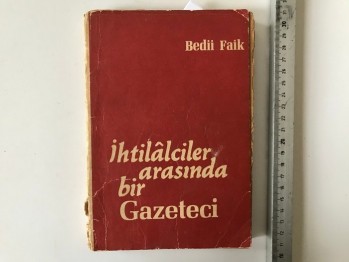 Bedii Faik
İhtilâlciler
arasında
bir
Gazeteci